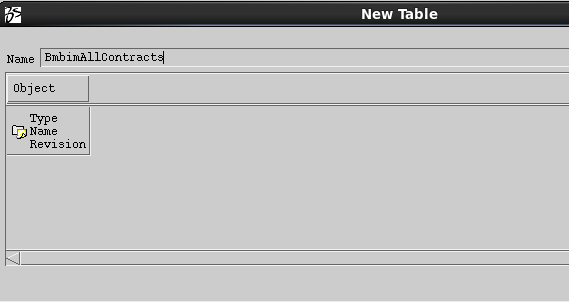 New Table
Name BmbimAllContracts
Object
Type
Name
Revision